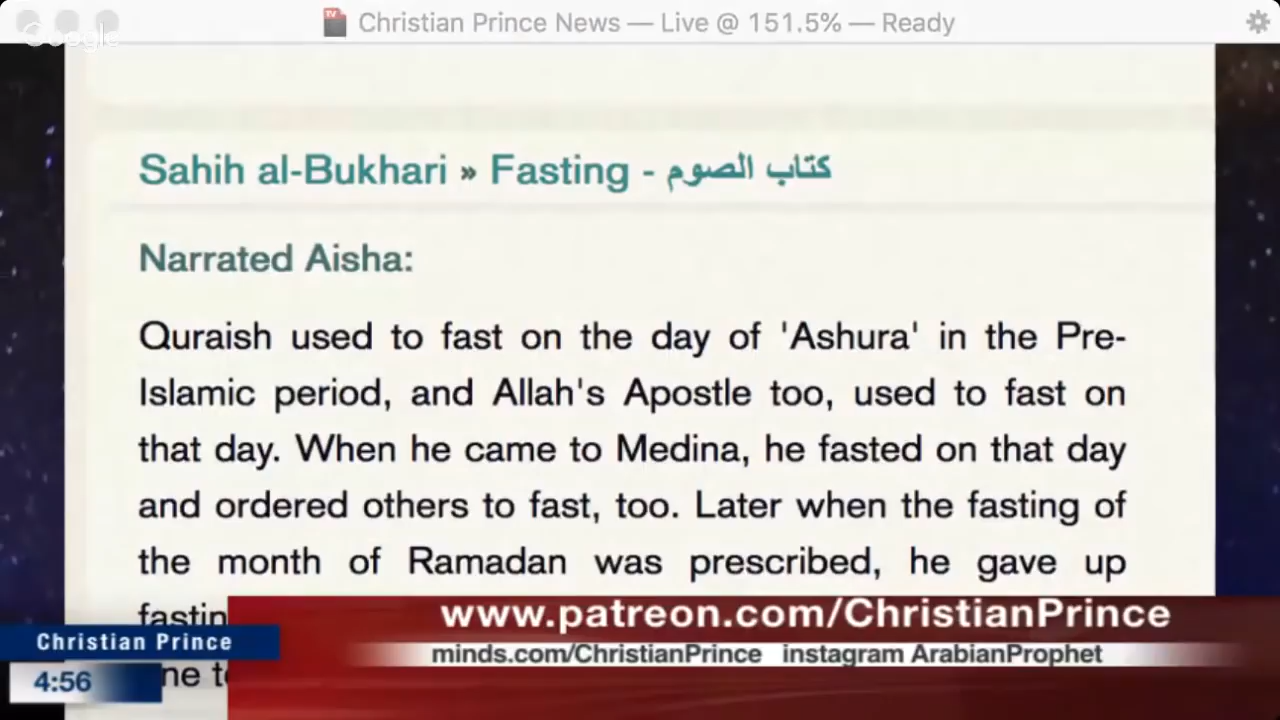 Christian Prince News — Live @ 151.5% — Ready
Google
Sahih al-Bukhari » Fasting - كتاب الصوم
Narrated Aisha:
Quraish used to fast on the day of 'Ashura' in the Pre-
Islamic period, and Allah's Apostle too, used to fast on
that day. When he came to Medina, he fasted on that day
and ordered others to fast, too. Later when the fasting of
the month of Ramadan was prescribed, he gave up
www.patreon.com/ChristianPrince
Christian Prince
minds.com/ChristianPrince instagram ArabianProphet
4:56